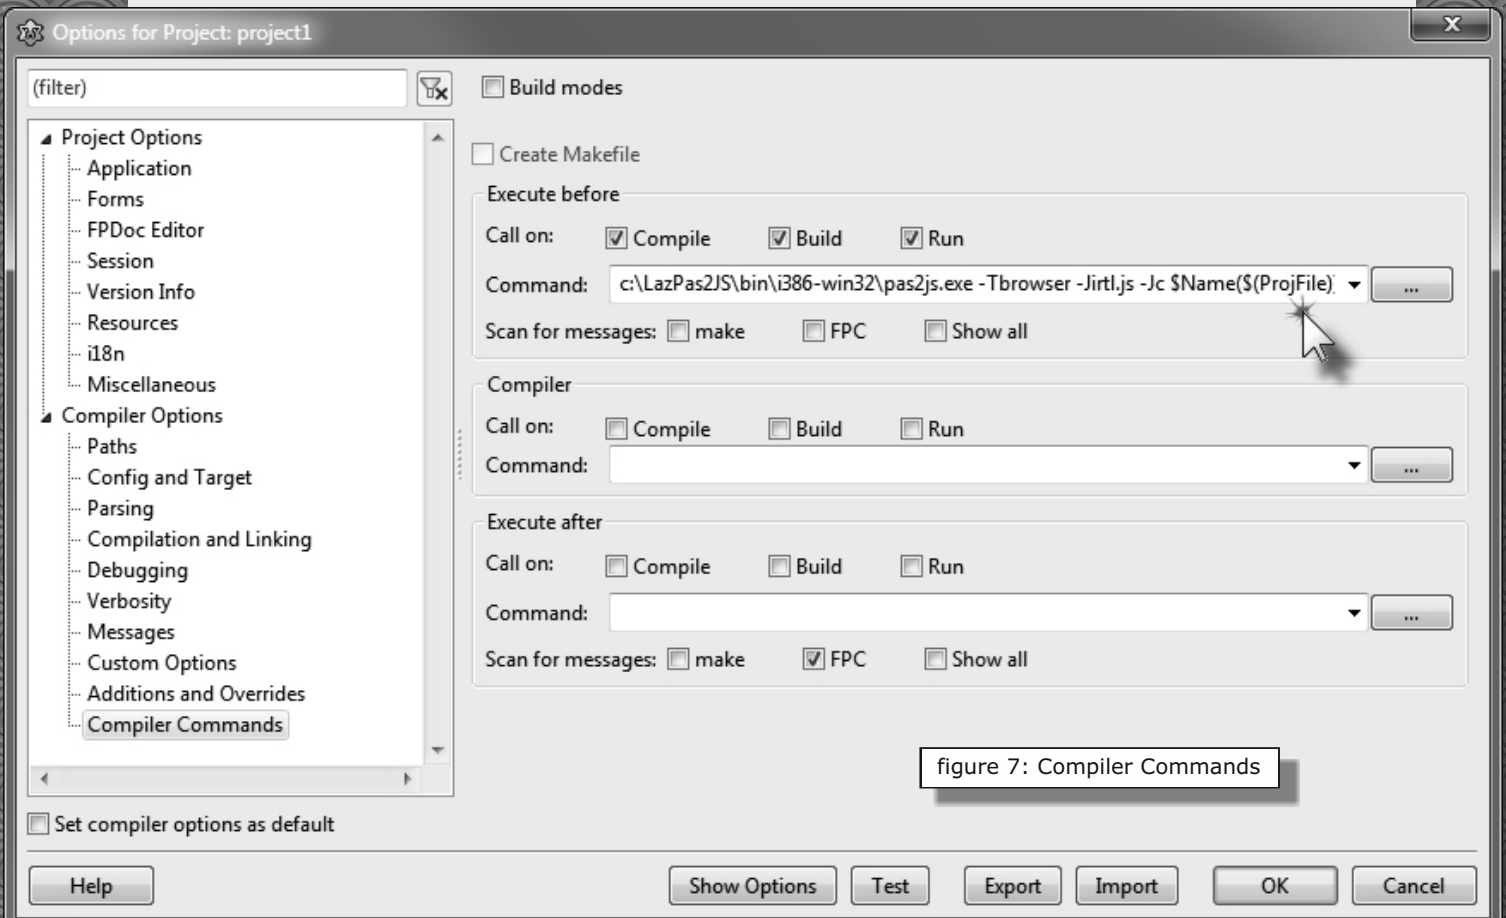 Options for Project: project1
X
(filter)
Build modes
Project Options
Application
Forms
FPDoc Editor
Session
Version Info
Resources
i18n
Miscellaneous
Compiler Options
Paths
Config and Target
Parsing
Compilation and Linking
Debugging
Verbosity
Messages
Custom Options
Additions and Overrides
Compiler Commands
Create Makefile
Execute before
Call on: Compile Build Run
Command: c:\LazPas2JS\bin\i386-win32\pas2js.exe -Tbrowser -Jirtl.js -Jc $Name($(ProjFile) ...
Scan for messages: make FPC Show all
Compiler
Call on: Compile Build Run
Command: ...
Execute after
Call on: Compile Build Run
Command: ...
Scan for messages: make FPC Show all
figure 7: Compiler Commands
Set compiler options as default
Help Show Options Test Export Import OK Cancel